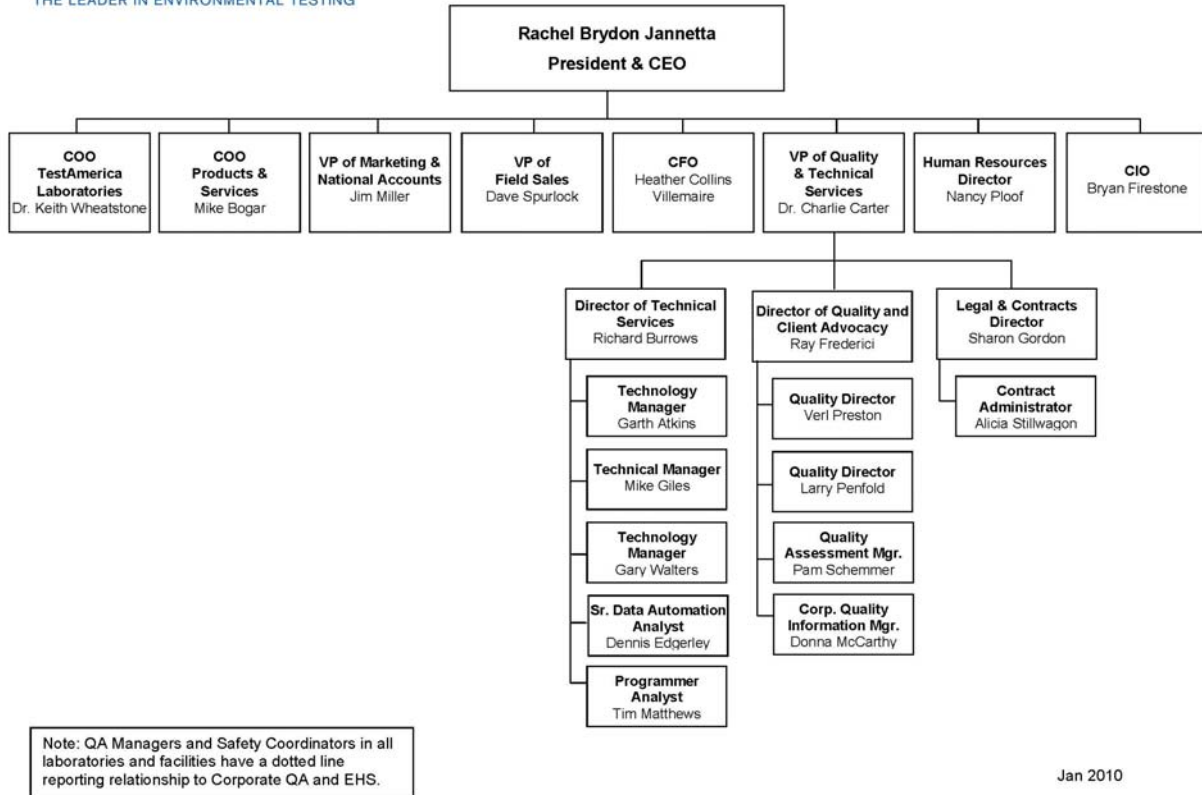 THE LEADER IN ENVIRONMENTAL TESTING
Rachel Brydon Jannetta
President & CEO
COO
TestAmerica
Laboratories
Dr. Keith Wheatstone
COO
Products &
Services
Mike Bogar
VP of Marketing &
National Accounts
Jim Miller
VP of
Field Sales
Dave Spurlock
CFO
Heather Collins
Villemaire
VP of Quality
& Technical
Services
Dr. Charlie Carter
Human Resources
Director
Nancy Ploof
CIO
Bryan Firestone
Director of Technical
Services
Richard Burrows
Technology
Manager
Garth Atkins
Technical Manager
Mike Giles
Technology
Manager
Gary Walters
Sr. Data Automation
Analyst
Dennis Edgerley
Programmer
Analyst
Tim Matthews
Director of Quality and
Client Advocacy
Ray Frederici
Quality Director
Verl Preston
Quality Director
Larry Penfold
Quality
Assessment Mgr.
Pam Schemmer
Corp. Quality
Information Mgr.
Donna McCarthy
Legal & Contracts
Director
Sharon Gordon
Contract
Administrator
Alicia Stillwagon
Note: QA Managers and Safety Coordinators in all
laboratories and facilities have a dotted line
reporting relationship to Corporate QA and EHS.
Jan 2010